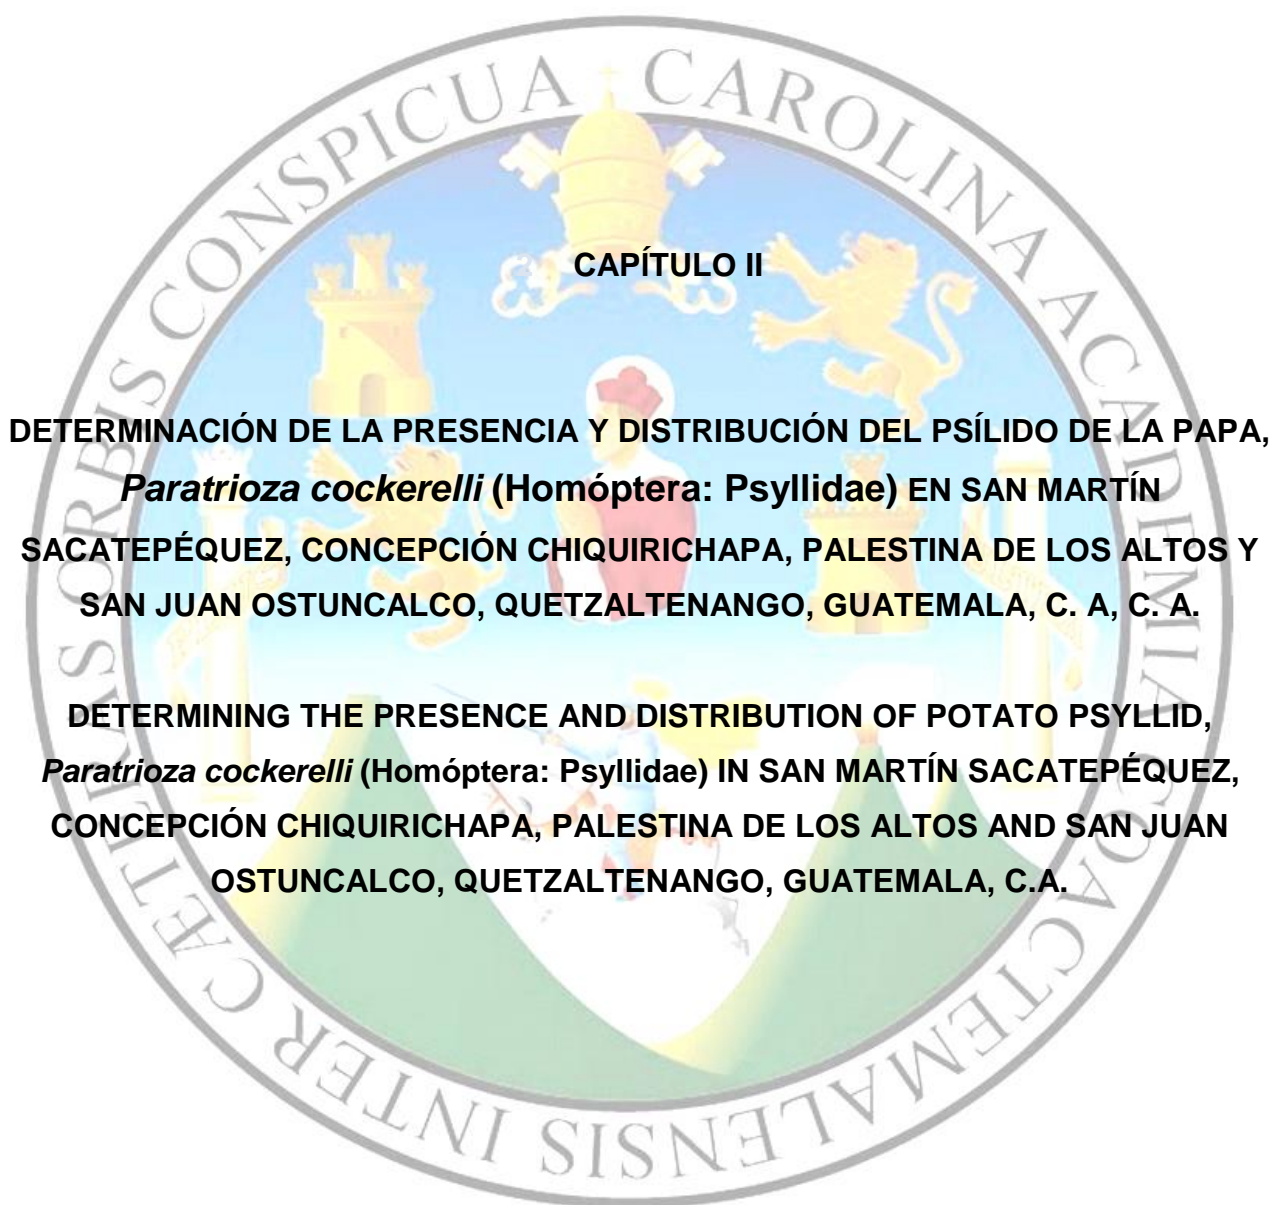 CAPÍTULO II
DETERMINACIÓN DE LA PRESENCIA Y DISTRIBUCIÓN DEL PSÍLIDO DE LA PAPA,
Paratrioza cockerelli (Homóptera: Psyllidae) EN SAN MARTÍN
SACATEPÉQUEZ, CONCEPCIÓN CHIQUIRICHAPA, PALESTINA DE LOS ALTOS Y
SAN JUAN OSTUNCALCO, QUETZALTENANGO, GUATEMALA, C. A, C. A.
DETERMINING THE PRESENCE AND DISTRIBUTION OF POTATO PSYLLID,
Paratrioza cockerelli (Homóptera: Psyllidae) IN SAN MARTÍN SACATEPÉQUEZ,
CONCEPCIÓN CHIQUIRICHAPA, PALESTINA DE LOS ALTOS AND SAN JUAN
OSTUNCALCO, QUETZALTENANGO, GUATEMALA, C.A.
CÆTERAS ORBIS CONSPICUA CAROLINA ACADEMIA COACTEMALENSIS INTER